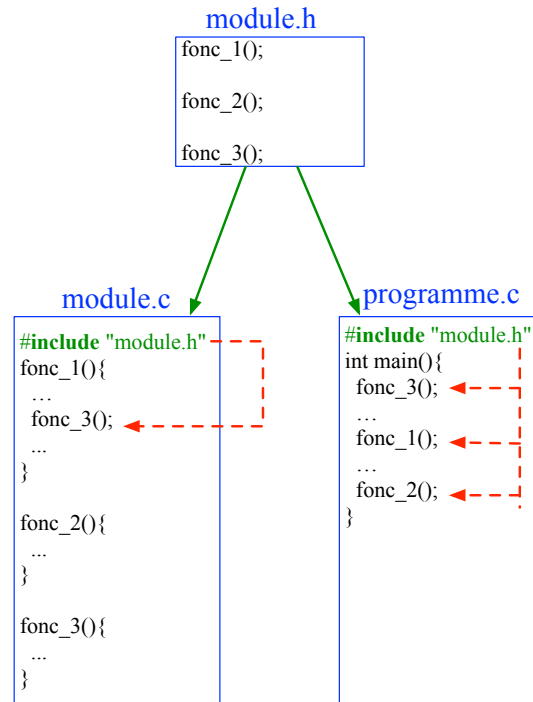 module.h
fonc_1();
fonc_2();
fonc_3();
module.c
#include "module.h"
fonc_1(){
…
fonc_3();
...
}
fonc_2(){
...
}
fonc_3(){
...
}
programme.c
#include "module.h"
int main(){
fonc_3();
…
fonc_1();
…
fonc_2();
}